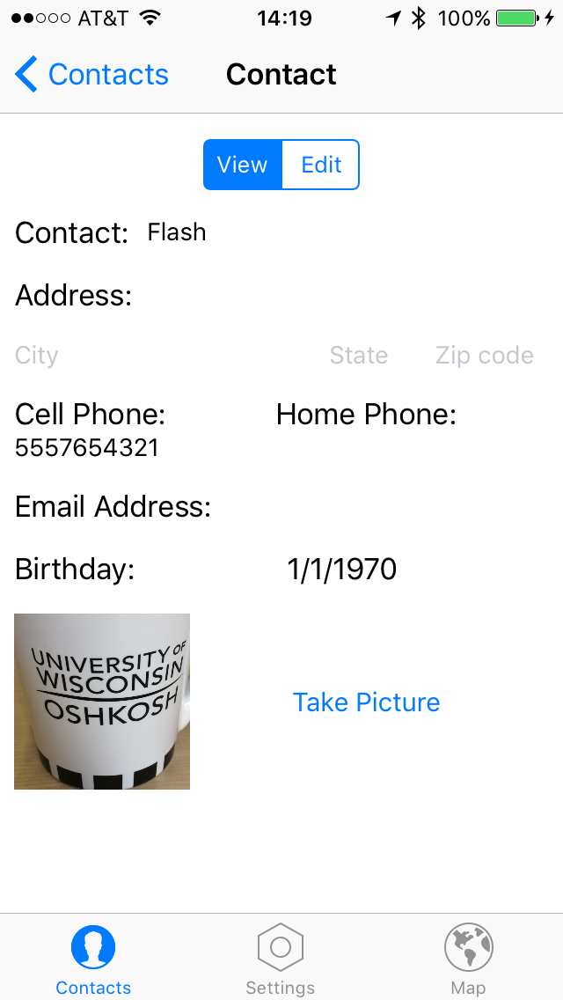 AT&T 14:19 100%
Contacts Contact
View Edit
Contact: Flash
Address:
City State Zip code
Cell Phone: Home Phone:
5557654321
Email Address:
Birthday: 1/1/1970
UNIVERSITY OF
WISCONSIN
OSHKOSH
Take Picture
Contacts Settings Map